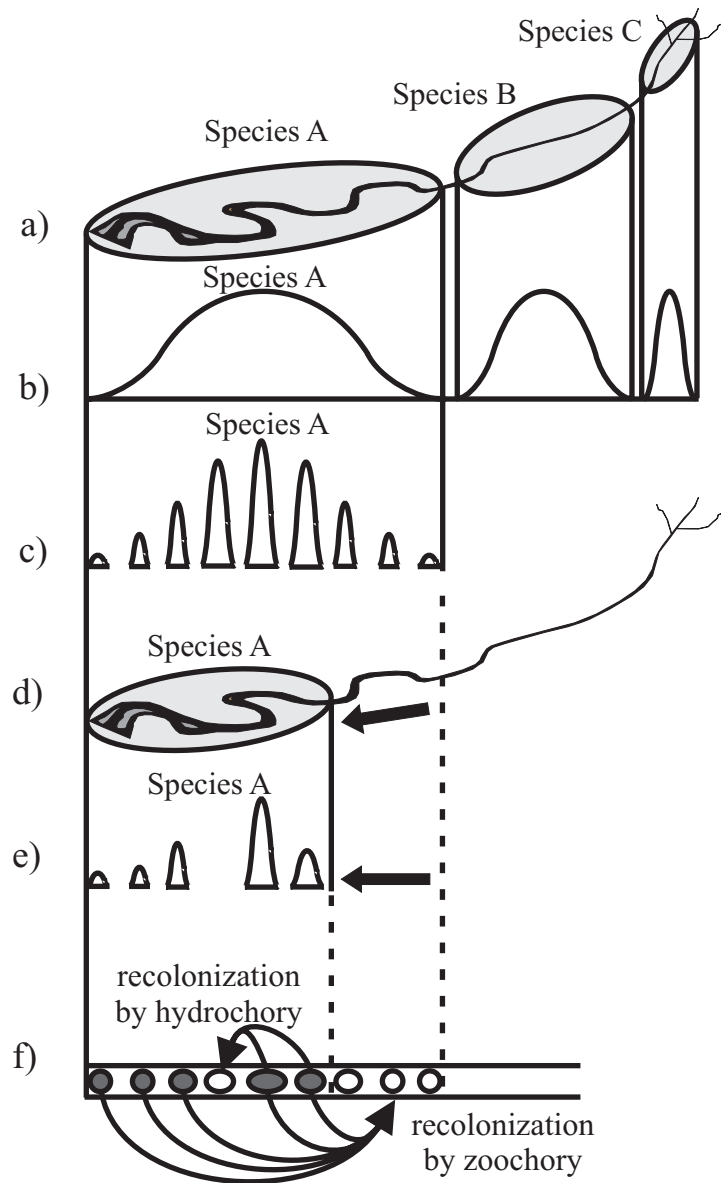 Species C
Species B
Species A
a)
Species A
b)
Species A
c)
Species A
d)
Species A
e)
recolonization
by hydrochory
f)
recolonization
by zoochory